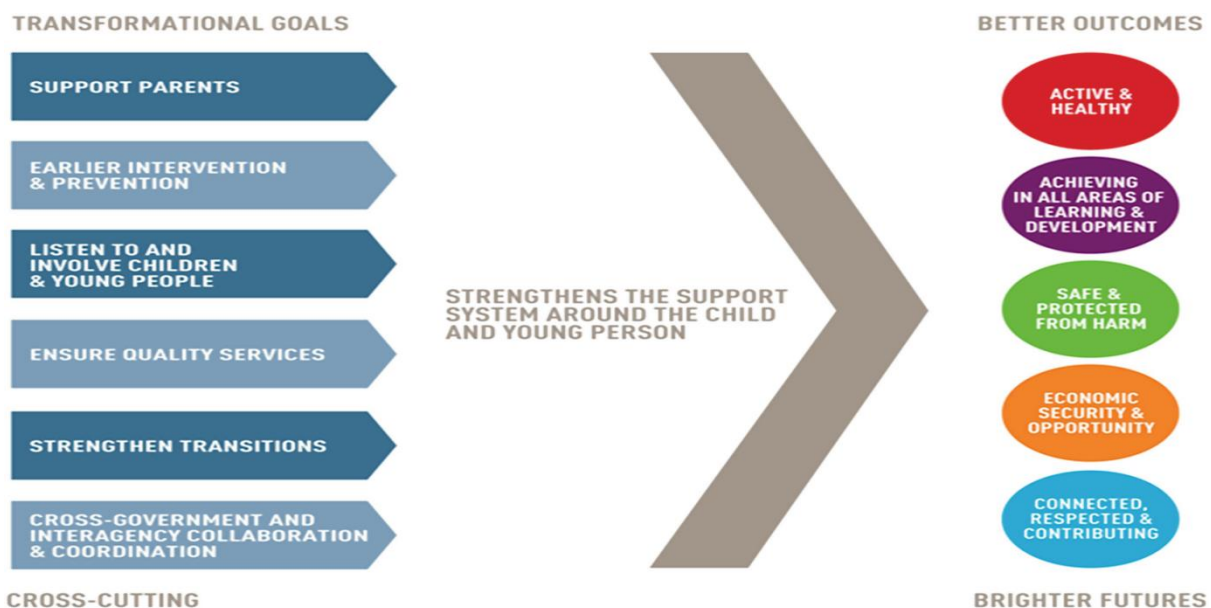 TRANSFORMATIONAL GOALS
SUPPORT PARENTS
EARLIER INTERVENTION
& PREVENTION
LISTEN TO AND
INVOLVE CHILDREN
& YOUNG PEOPLE
ENSURE QUALITY SERVICES
STRENGTHEN TRANSITIONS
CROSS-GOVERNMENT AND
INTERAGENCY COLLABORATION
& COORDINATION
CROSS-CUTTING
STRENGTHENS THE SUPPORT
SYSTEM AROUND THE CHILD
AND YOUNG PERSON
BETTER OUTCOMES
ACTIVE &
HEALTHY
ACHIEVING
IN ALL AREAS OF
LEARNING &
DEVELOPMENT
SAFE &
PROTECTED
FROM HARM
ECONOMIC
SECURITY &
OPPORTUNITY
CONNECTED,
RESPECTED &
CONTRIBUTING
BRIGHTER FUTURES